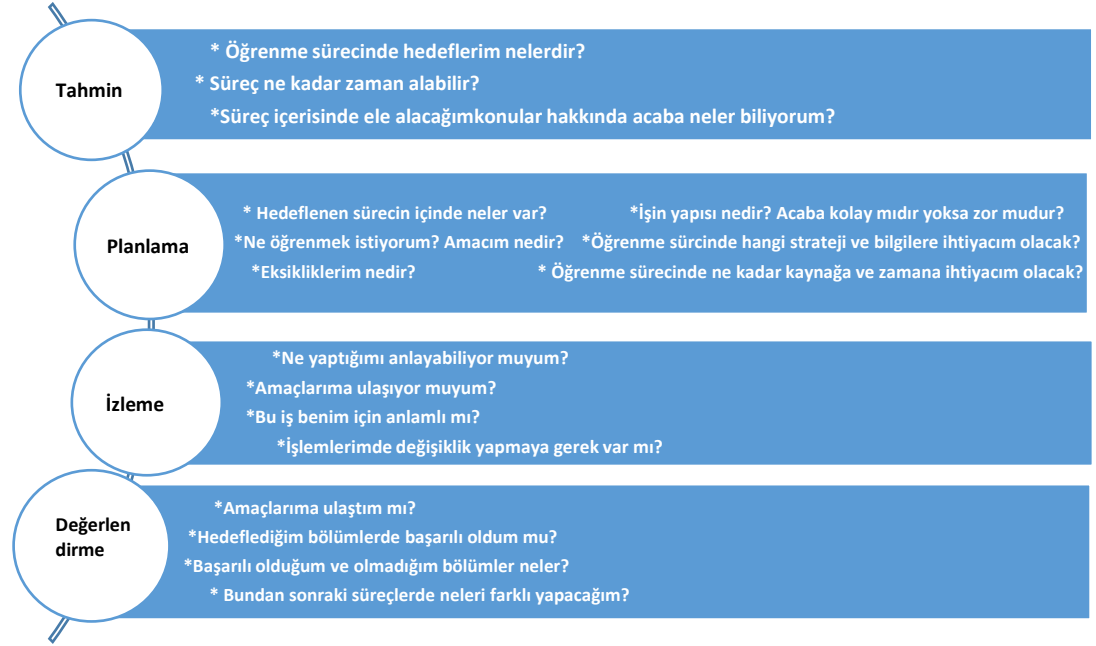 Tahmin
* Öğrenme sürecinde hedeflerim nelerdir?
* Süreç ne kadar zaman alabilir?
*Süreç içerisinde ele alacağımkonular hakkında acaba neler biliyorum?
Planlama
* Hedeflenen sürecin içinde neler var? *İşin yapısı nedir? Acaba kolay mıdır yoksa zor mudur?
*Ne öğrenmek istiyorum? Amacım nedir? *Öğrenme sürcinde hangi strateji ve bilgilere ihtiyacım olacak?
*Eksikliklerim nedir? * Öğrenme sürecinde ne kadar kaynağa ve zamana ihtiyacım olacak?
İzleme
*Ne yaptığımı anlayabiliyor muyum?
*Amaçlarıma ulaşıyor muyum?
*Bu iş benim için anlamlı mı?
*İşlemlerimde değişiklik yapmaya gerek var mı?
Değerlen
dirme
*Amaçlarıma ulaştım mı?
*Hedeflediğim bölümlerde başarılı oldum mu?
*Başarılı olduğum ve olmadığım bölümler neler?
* Bundan sonraki süreçlerde neleri farklı yapacağım?